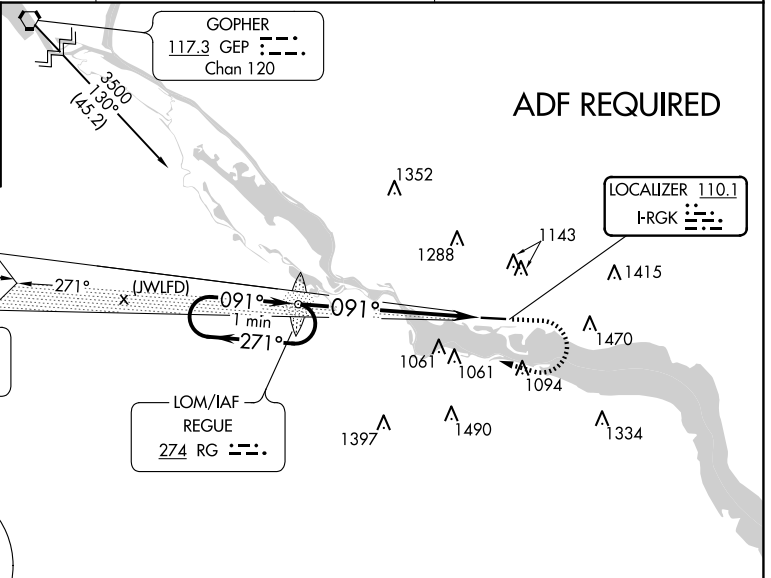 GOPHER
117.3 GEP
Chan 120
3500
130°
(45.2)
ADF REQUIRED
1352
LOCALIZER 110.1
I-RGK
1288
1143
1415
271°
x (JWLFD)
091°
1 min
271°
091°
1470
1061
1061
1094
LOM/IAF
REGUE
274 RG
1397
1490
1334